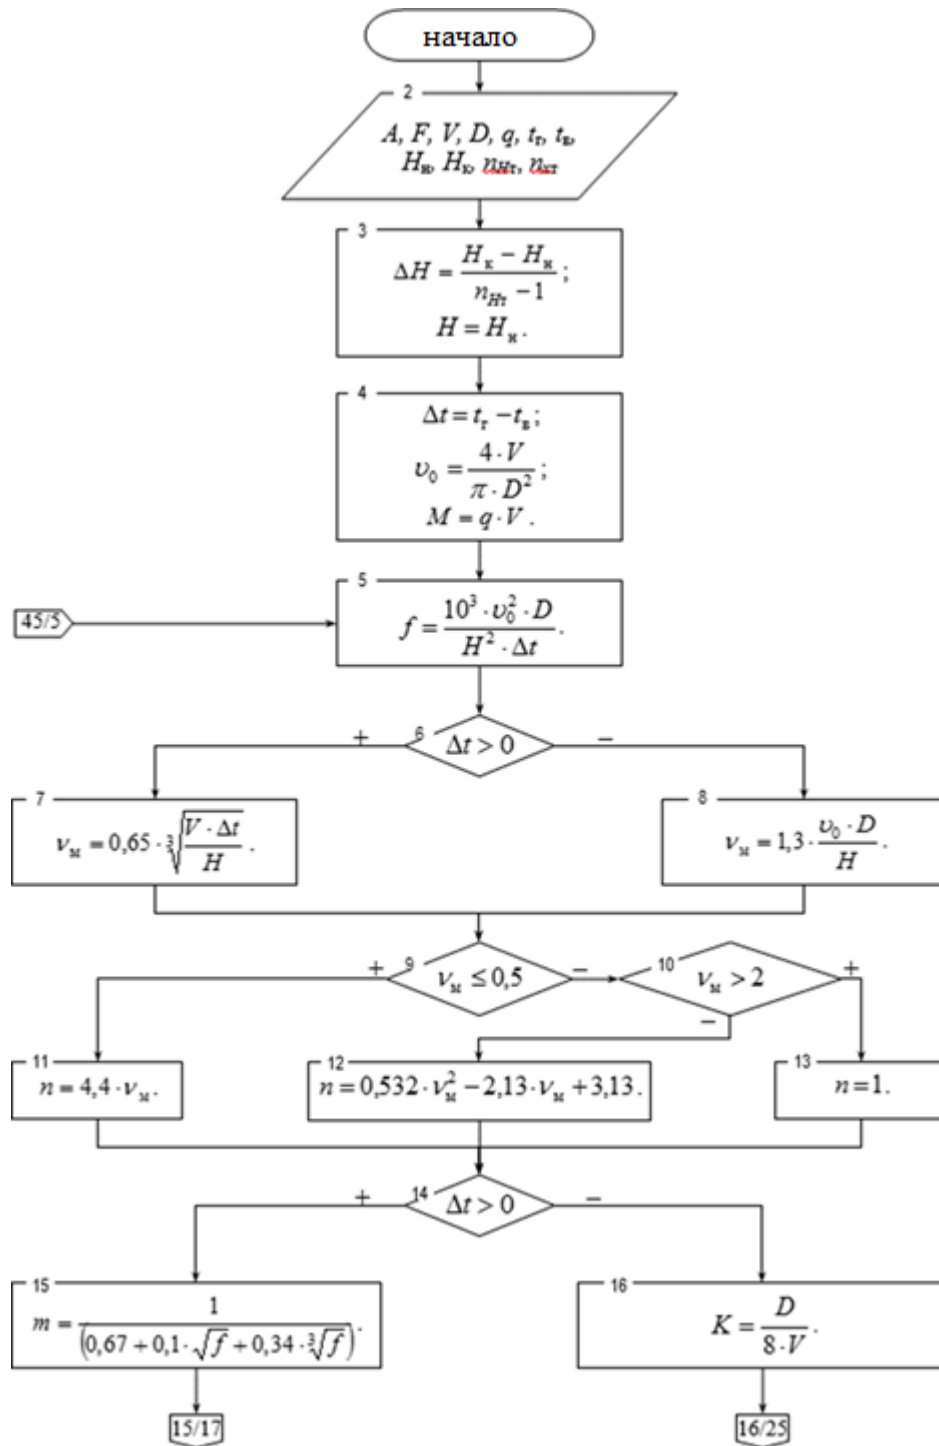 начало
2
A, F, V, D, q, tг, tв,
Hн, Hк, nHт, nхт
3
ΔH = (Hк − Hн) / (nHт − 1) ;
H = Hн .
4
Δt = tг − tв ;
υ₀ = (4 · V) / (π · D²) ;
M = q · V .
5
45/5
f = (10³ · υ₀² · D) / (H² · Δt) .
6
+ Δt > 0 −
7
νм = 0,65 · ∛(V · Δt / H) .
8
νм = 1,3 · (υ₀ · D) / H .
9
+ νм ≤ 0,5 −
10
νм > 2 +
−
11
n = 4,4 · νм .
12
n = 0,532 · νм² − 2,13 · νм + 3,13 .
13
n = 1 .
14
+ Δt > 0 −
15
m = 1 / (0,67 + 0,1 · √f + 0,34 · ∛f) .
16
K = D / (8 · V) .
15/17
16/25